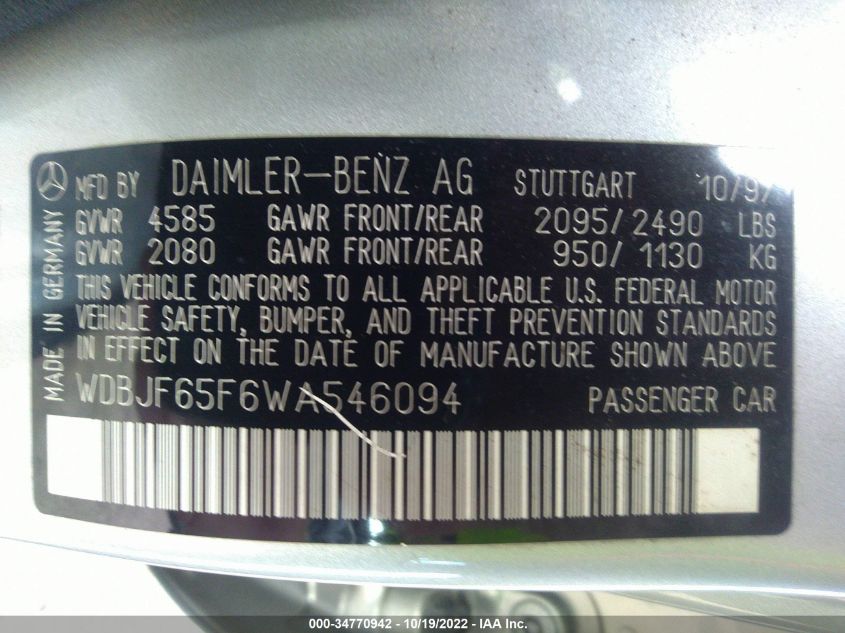 MFD BY DAIMLER-BENZ AG STUTTGART 10/97
GVWR 4585 GAWR FRONT/REAR 2095/2490 LBS
GVWR 2080 GAWR FRONT/REAR 950/1130 KG
THIS VEHICLE CONFORMS TO ALL APPLICABLE U.S. FEDERAL MOTOR
VEHICLE SAFETY, BUMPER, AND THEFT PREVENTION STANDARDS
IN EFFECT ON THE DATE OF MANUFACTURE SHOWN ABOVE
WDBJF65F6WA546094 PASSENGER CAR
MADE IN GERMANY
000-34770942 - 10/19/2022 - IAA Inc.